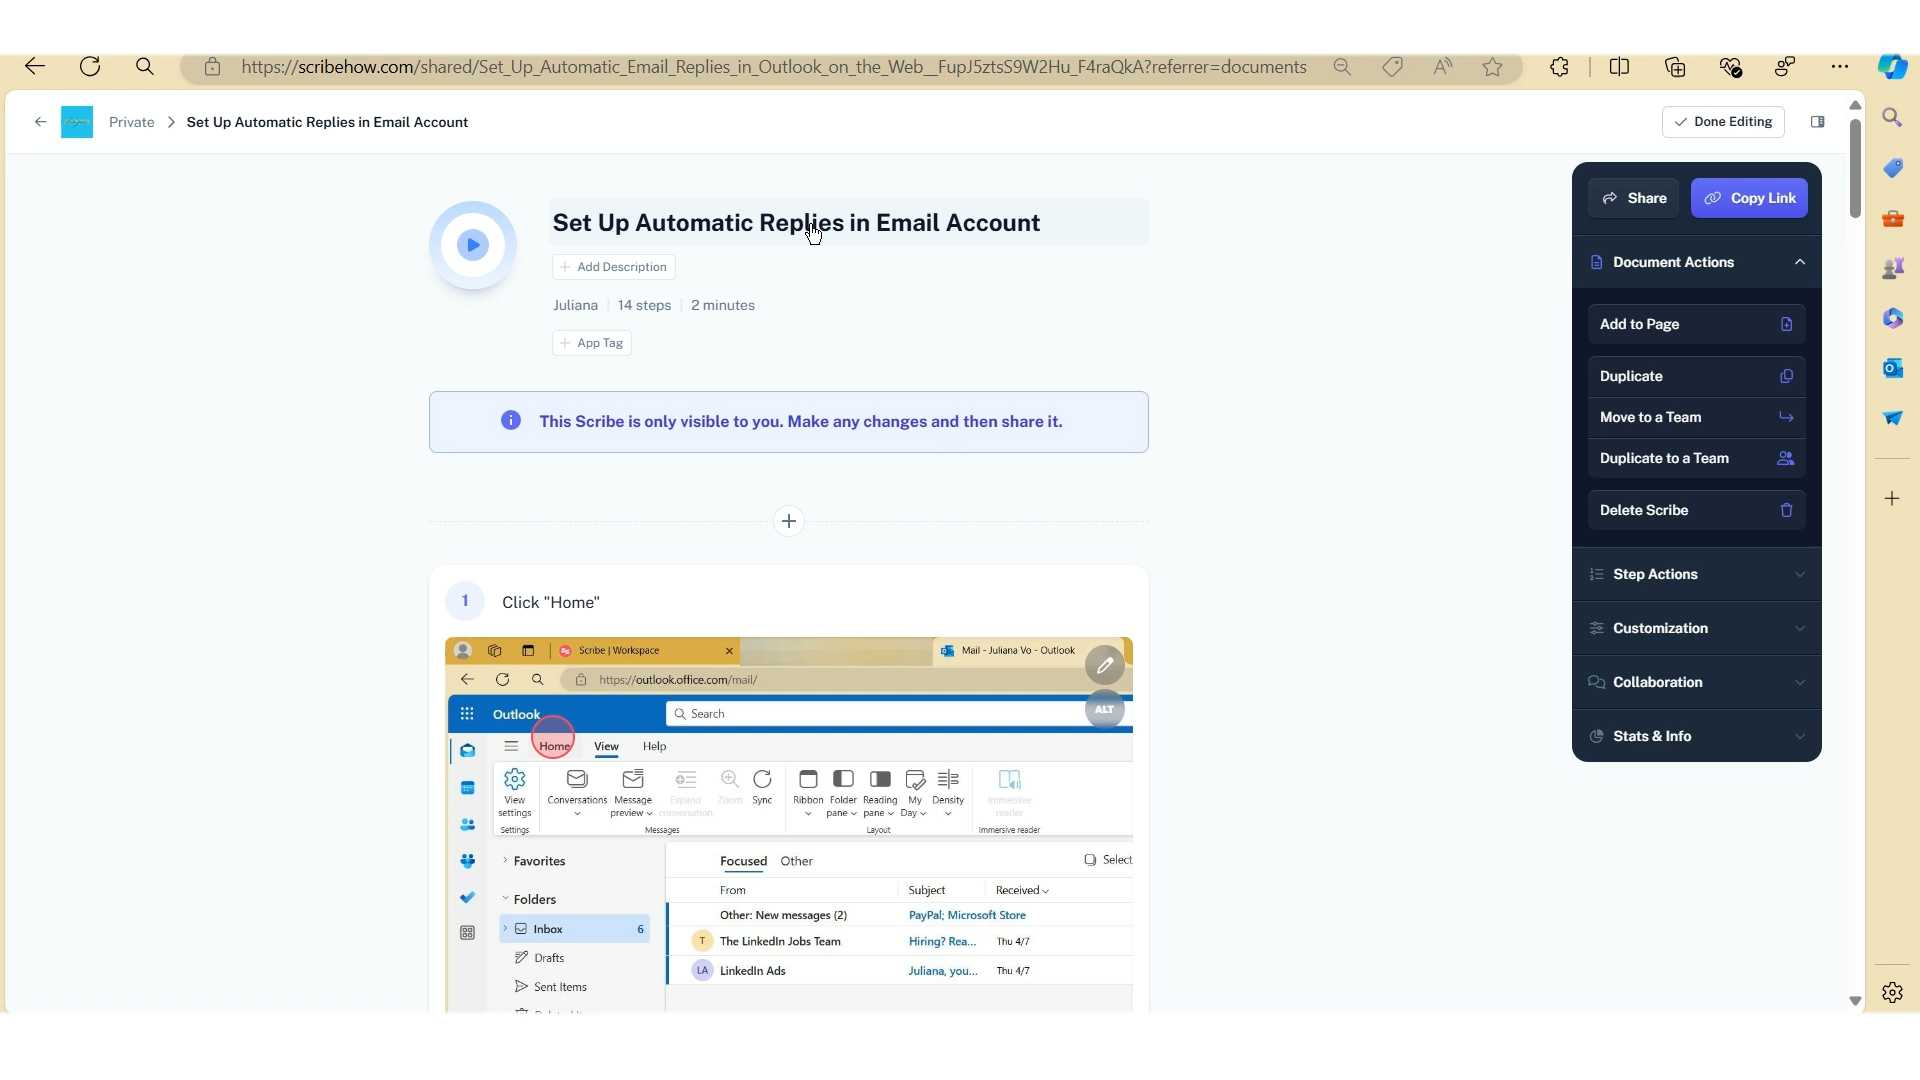 https://scribehow.com/shared/Set_Up_Automatic_Email_Replies_in_Outlook_on_the_Web__FupJ5ztsS9W2Hu_F4raQkA?referrer=documents
Private > Set Up Automatic Replies in Email Account
Done Editing
Set Up Automatic Replies in Email Account
Add Description
Juliana | 14 steps | 2 minutes
App Tag
This Scribe is only visible to you. Make any changes and then share it.
1 Click "Home"
Scribe | Workspace
Mail - Juliana Vo - Outlook
https://outlook.office.com/mail/
ALT
Outlook
Search
Home View Help
View settings
Conversations
Message preview
Expand conversation
Zoom
Sync
Ribbon
Folder pane
Reading pane
My Day
Density
Immersive reader
Settings
Messages
Layout
Immersive reader
Favorites
Folders
Inbox 6
Drafts
Sent Items
Focused Other
Select
From Subject Received
Other: New messages (2) PayPal; Microsoft Store
T The LinkedIn Jobs Team Hiring? Rea... Thu 4/7
LA LinkedIn Ads Juliana, you... Thu 4/7
Share
Copy Link
Document Actions
Add to Page
Duplicate
Move to a Team
Duplicate to a Team
Delete Scribe
Step Actions
Customization
Collaboration
Stats & Info